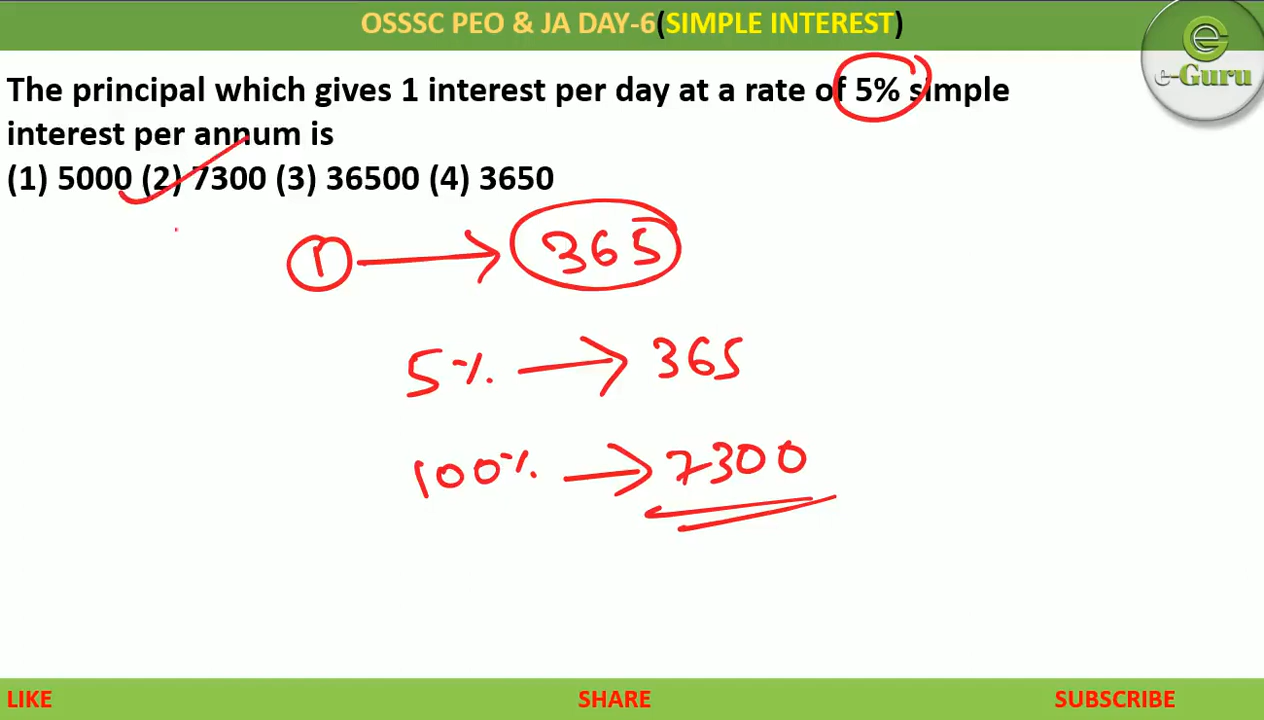 OSSSC PEO & JA DAY-6(SIMPLE INTEREST)
e
e-Guru
The principal which gives 1 interest per day at a rate of 5% simple
interest per annum is
(1) 5000 (2) 7300 (3) 36500 (4) 3650
1 → 365
5% → 365
100% → 7300
LIKE SHARE SUBSCRIBE